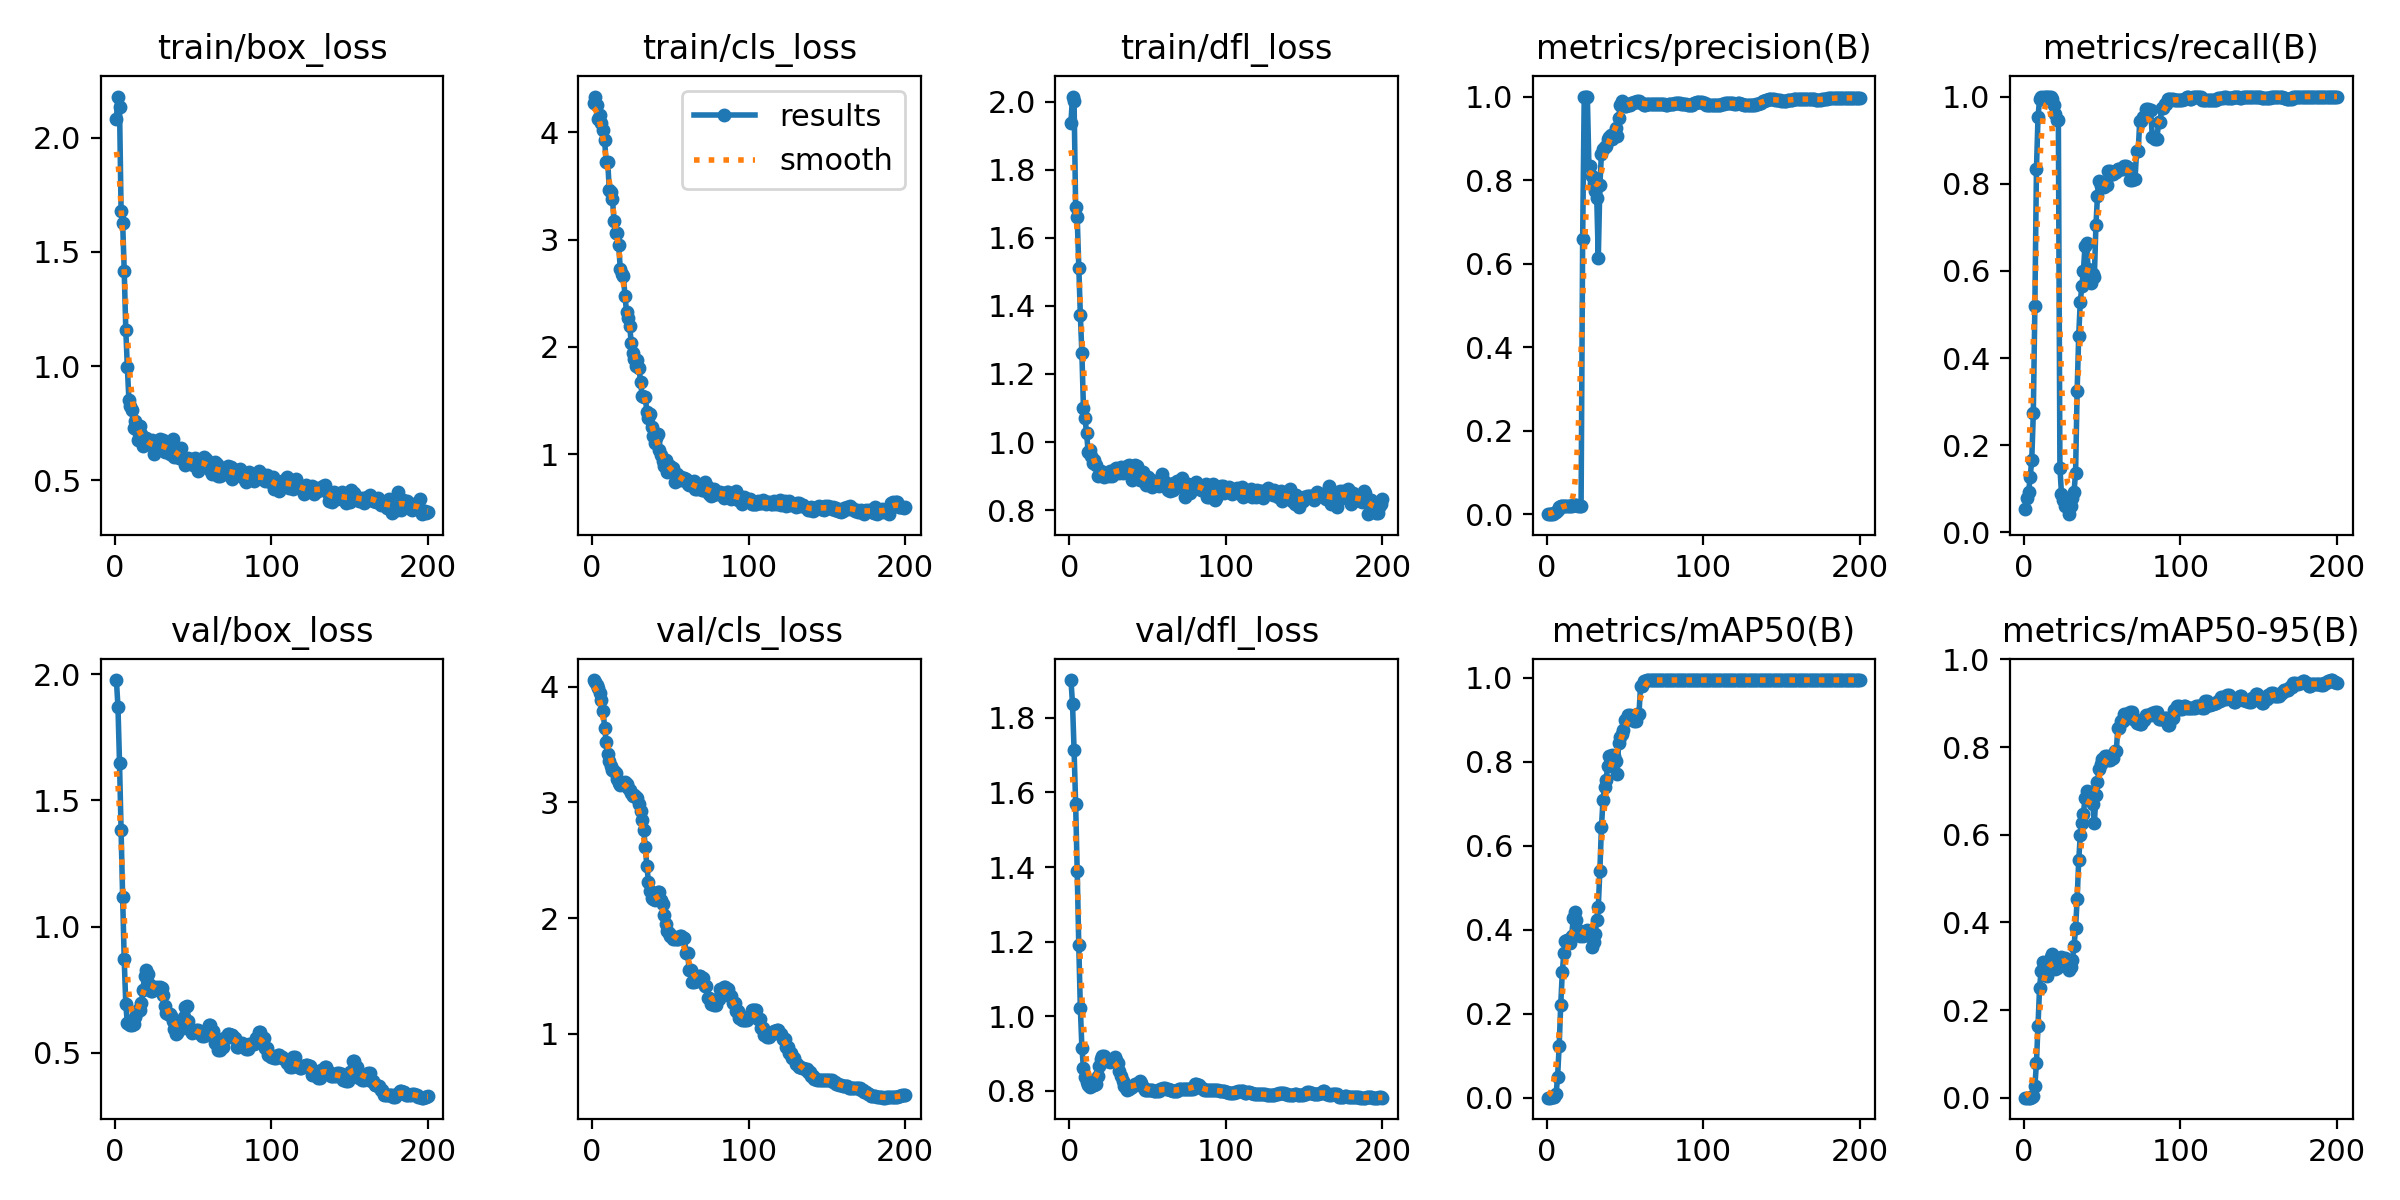 train/box_loss
2.0
1.5
1.0
0.5
0 100 200
train/cls_loss
results
smooth
4
3
2
1
0 100 200
train/dfl_loss
2.0
1.8
1.6
1.4
1.2
1.0
0.8
0 100 200
metrics/precision(B)
1.0
0.8
0.6
0.4
0.2
0.0
0 100 200
metrics/recall(B)
1.0
0.8
0.6
0.4
0.2
0.0
0 100 200
val/box_loss
2.0
1.5
1.0
0.5
0 100 200
val/cls_loss
4
3
2
1
0 100 200
val/dfl_loss
1.8
1.6
1.4
1.2
1.0
0.8
0 100 200
metrics/mAP50(B)
1.0
0.8
0.6
0.4
0.2
0.0
0 100 200
metrics/mAP50-95(B)
1.0
0.8
0.6
0.4
0.2
0.0
0 100 200